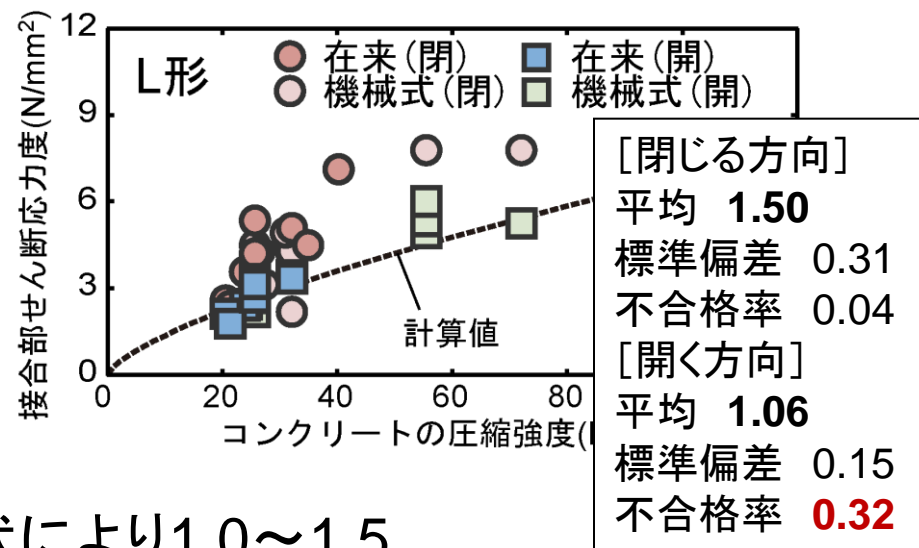 接合部せん断応力度(N/mm²)
12
9
6
3
0
L形
在来(閉)
在来(開)
機械式(閉)
機械式(開)
計算値
0
20
40
60
80
コンクリートの圧縮強度(
[閉じる方向]
平均 1.50
標準偏差 0.31
不合格率 0.04
[開く方向]
平均 1.06
標準偏差 0.15
不合格率 0.32
により1.0～1.5